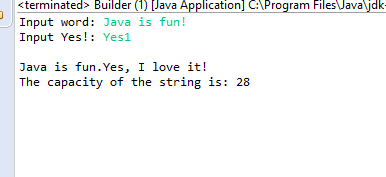 <terminated> Builder (1) [Java Application] C:\Program Files\Java\jdk-
Input word: Java is fun!
Input Yes!: Yes1
Java is fun.Yes, I love it!
The capacity of the string is: 28